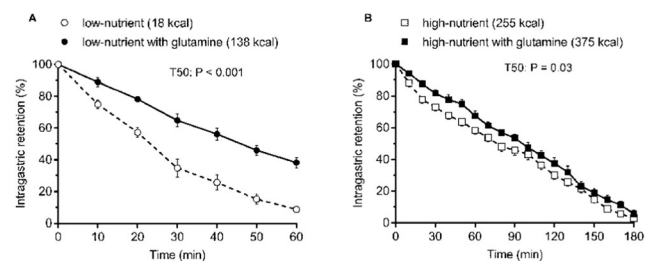 A
low-nutrient (18 kcal)
low-nutrient with glutamine (138 kcal)
T50: P < 0.001
Intragastric retention (%)
100
80
60
40
20
0
0 10 20 30 40 50 60
Time (min)
B
high-nutrient (255 kcal)
high-nutrient with glutamine (375 kcal)
T50: P = 0.03
Intragastric retention (%)
100
80
60
40
20
0
0 30 60 90 120 150 180
Time (min)